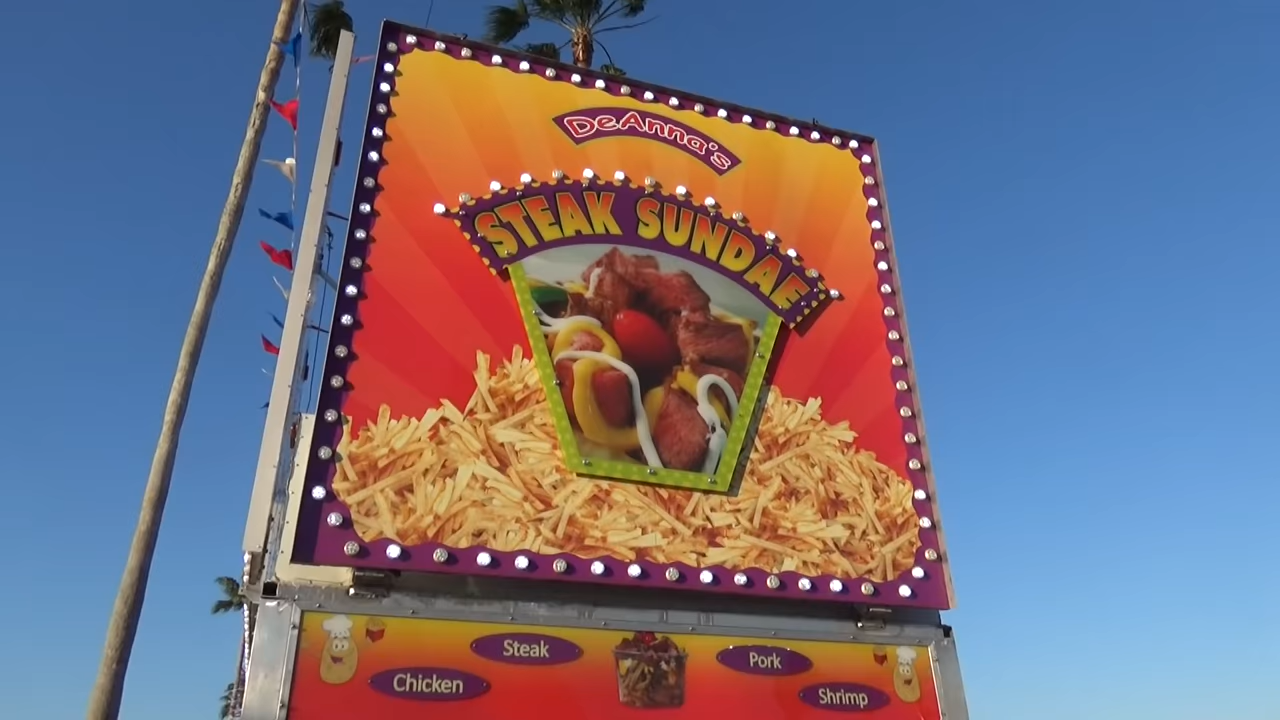 DeAnna's
STEAK SUNDAE
Steak
Pork
Chicken
Shrimp